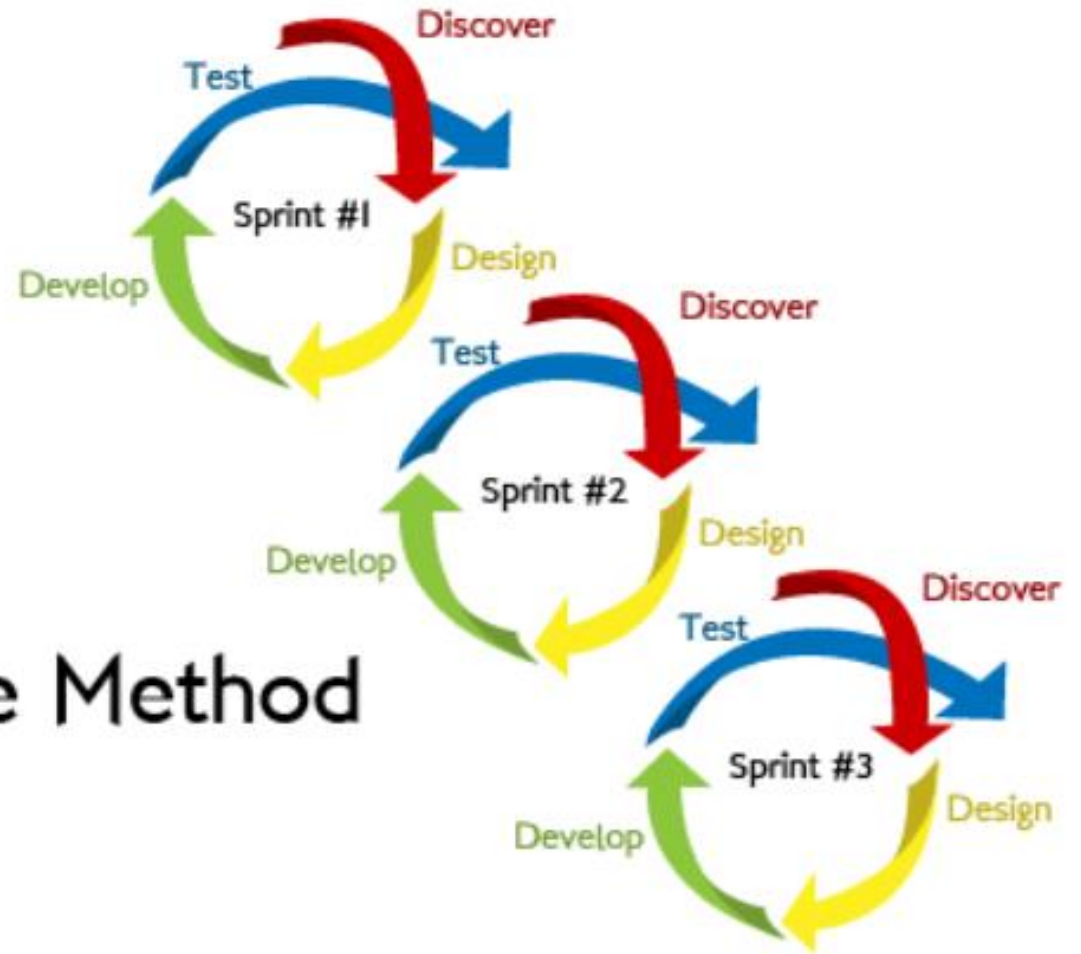 Discover
Test
Sprint #1
Design
Develop
Discover
Test
Sprint #2
Design
Develop
Discover
Test
e Method
Sprint #3
Design
Develop